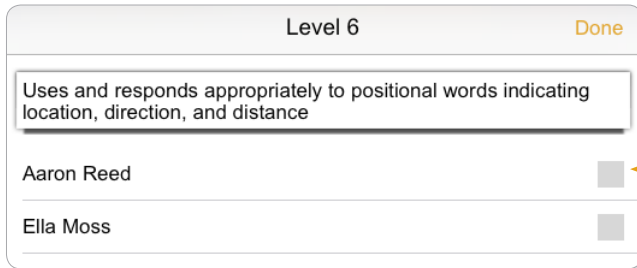 Level 6
Done
Uses and responds appropriately to positional words indicating
location, direction, and distance
Aaron Reed
Ella Moss